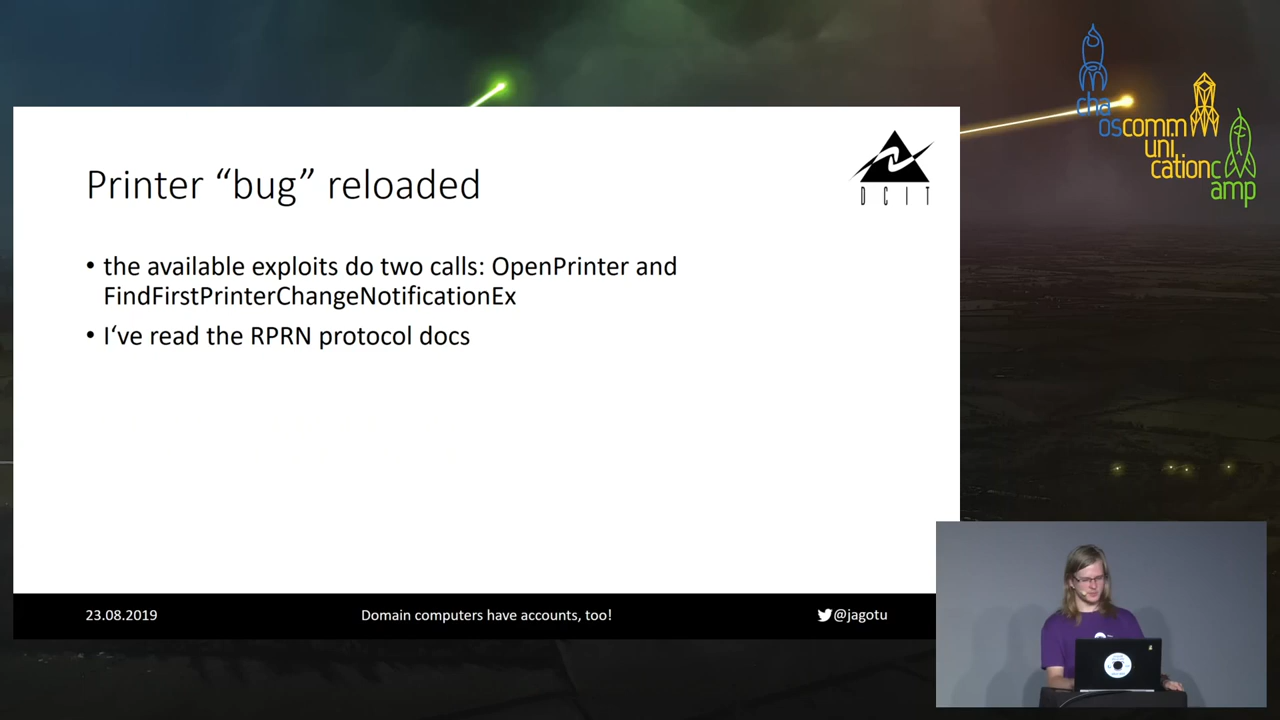 chaoscommunicationcamp
Printer “bug” reloaded
DCIT
• the available exploits do two calls: OpenPrinter and
FindFirstPrinterChangeNotificationEx
• I‘ve read the RPRN protocol docs
23.08.2019
Domain computers have accounts, too!
@jagotu